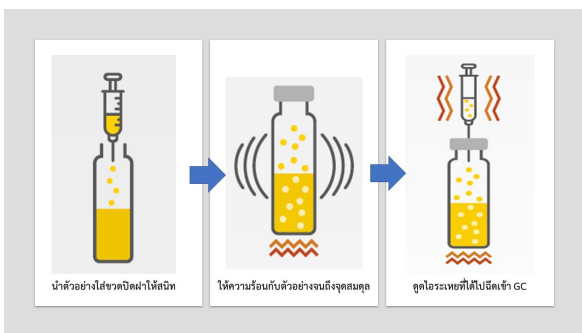 นำตัวอย่างใส่ขวดปิดฝาให้สนิท
ให้ความร้อนกับตัวอย่างจนถึงจุดสมดุล
ดูดไอระเหยที่ได้ไปฉีดเข้า GC